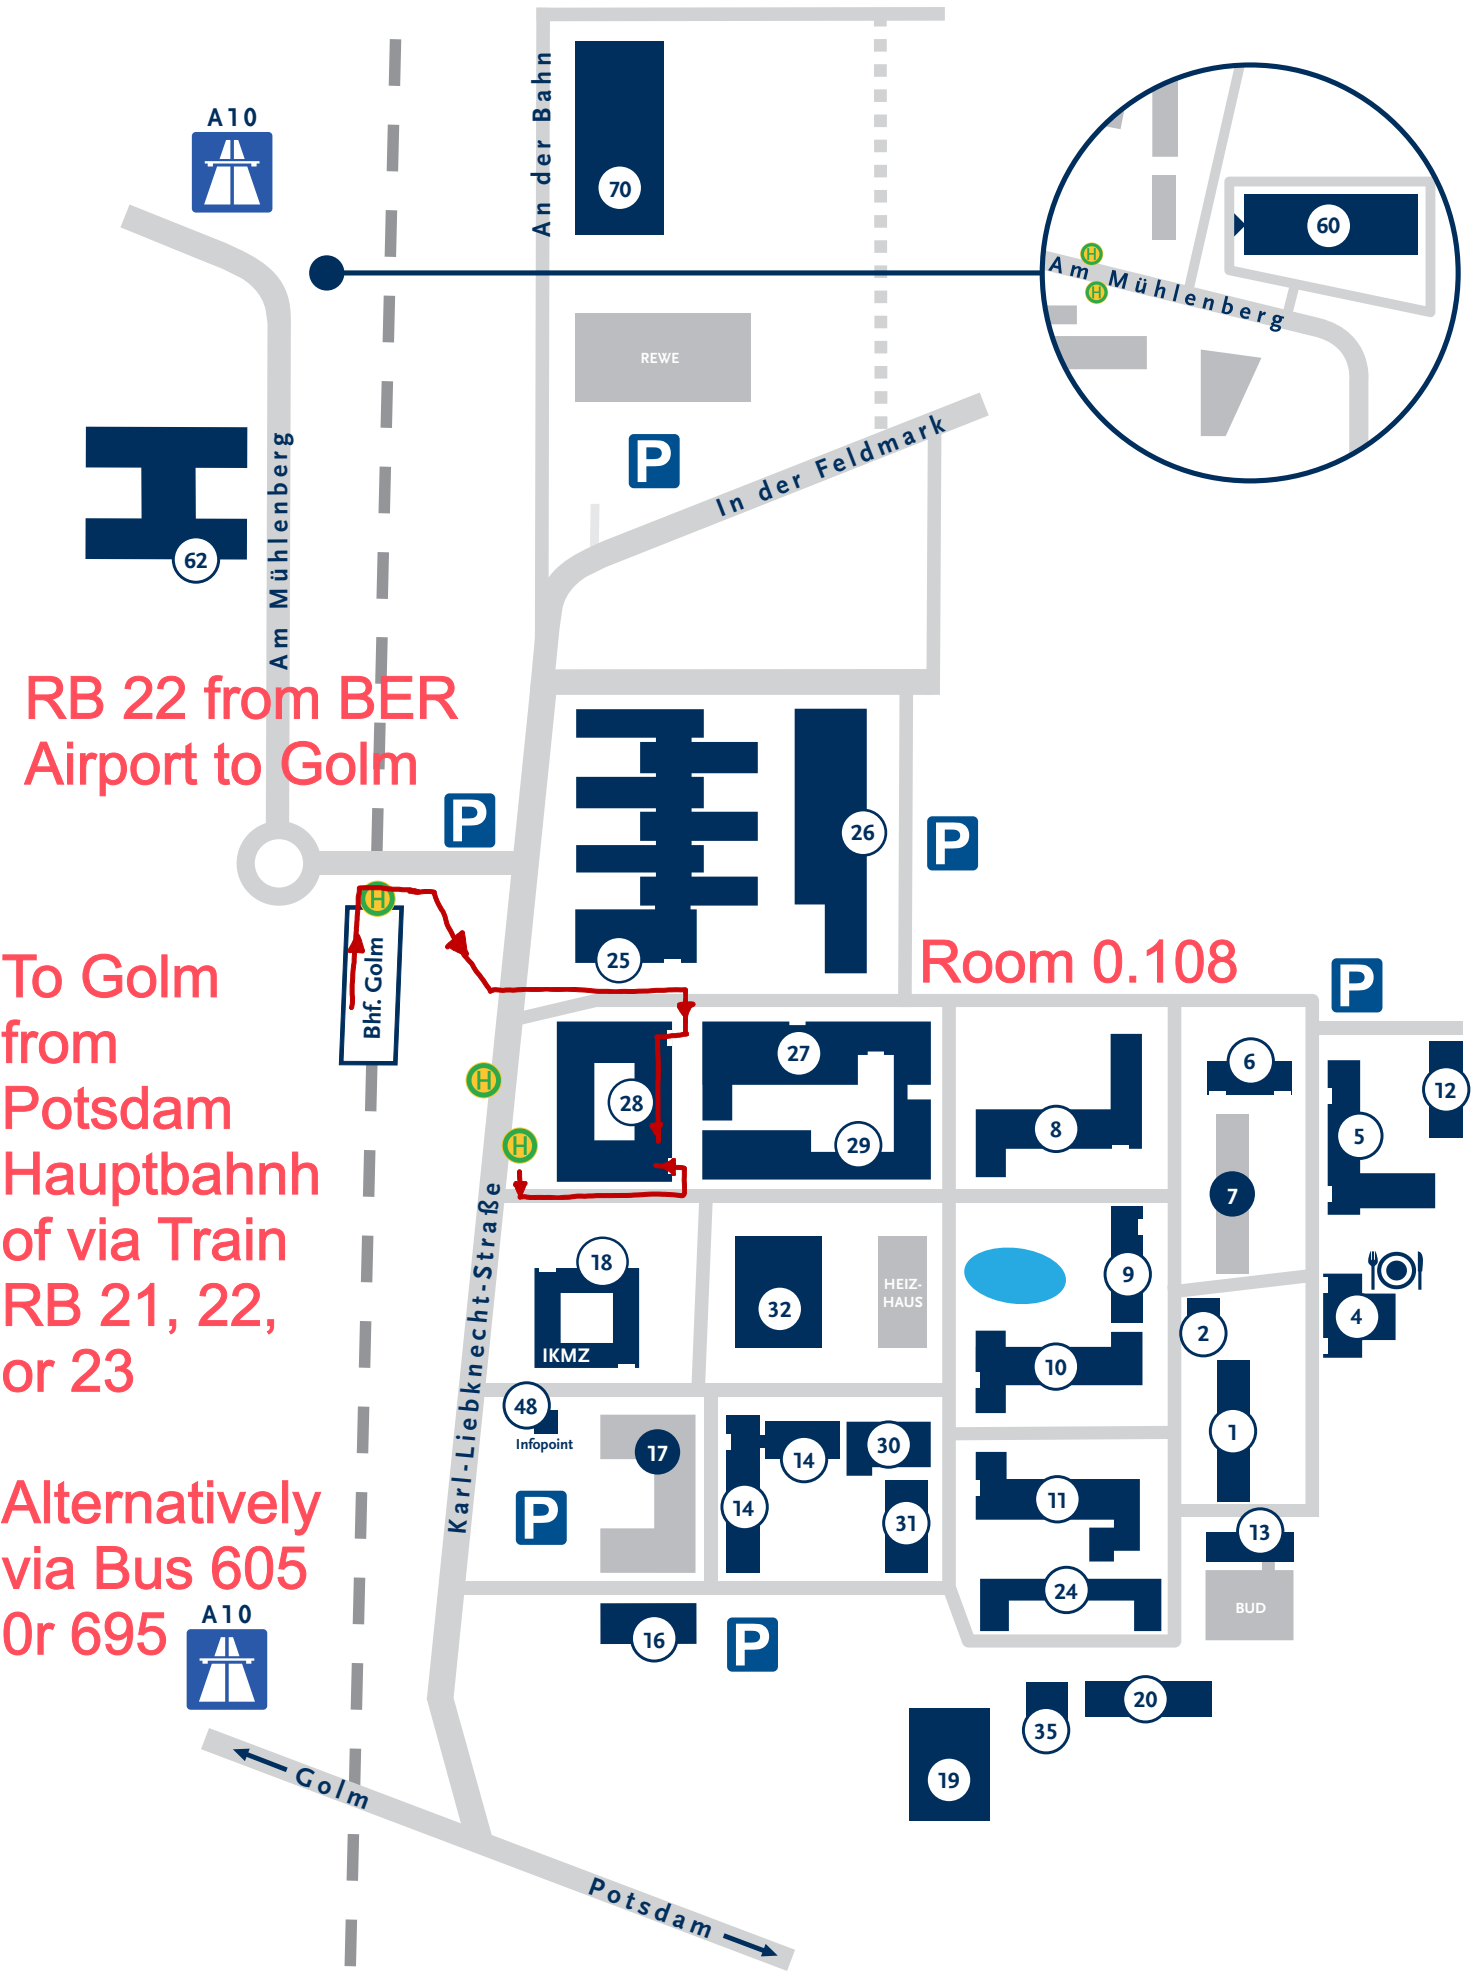 An der Bahn
A10
70
60
Am Mühlenberg
H
H
REWE
P
In der Feldmark
62
Am Mühlenberg
RB 22 from BER
Airport to Golm
P
26
P
H
Bhf. Golm
25
Room 0.108
P
To Golm
from
Potsdam
Hauptbahnh
of via Train
RB 21, 22,
or 23
27
28
29
H
H
8
6
5
12
7
Karl-Liebknecht-Straße
18
IKMZ
32
HEIZ-
HAUS
9
10
2
4
1
48
Infopoint
17
14
14
30
31
11
P
13
Alternatively
via Bus 605
0r 695
A10
24
BUD
16
P
20
35
19
Golm
Potsdam